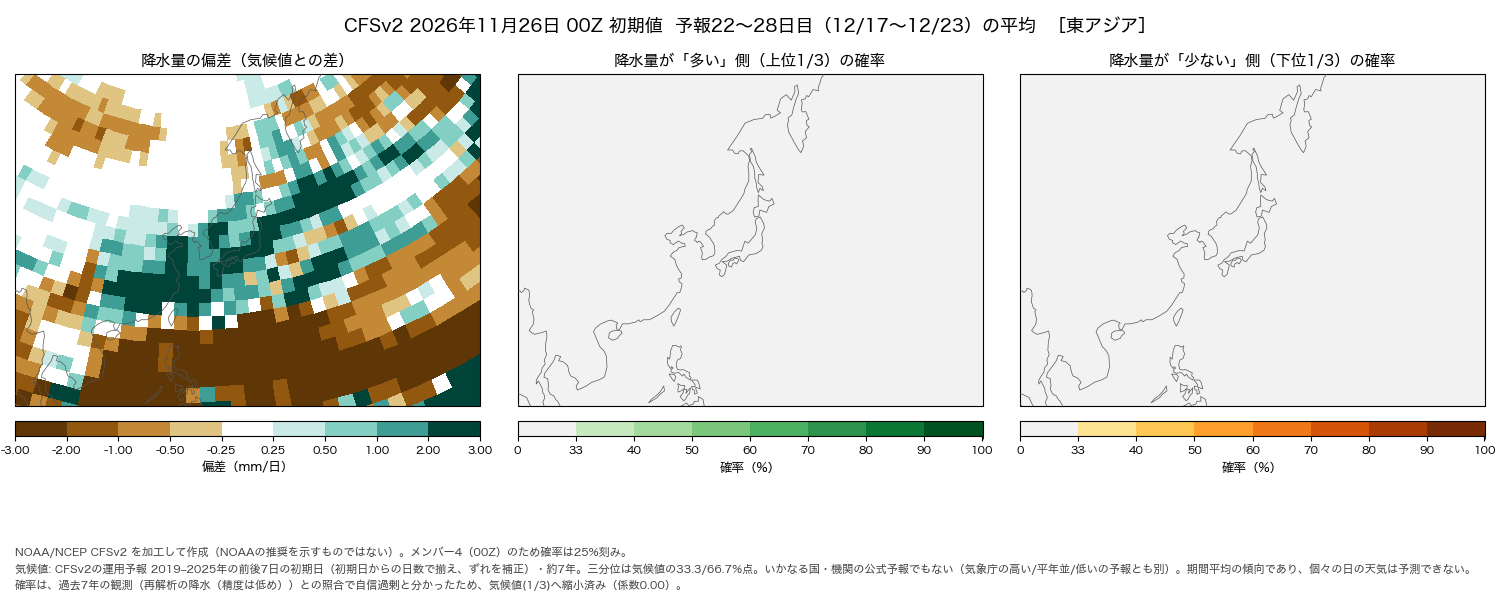 CFSv2 2026年11月26日 00Z 初期値 予報22〜28日目（12/17〜12/23）の平均 ［東アジア］
降水量の偏差（気候値との差）
降水量が「多い」側（上位1/3）の確率
降水量が「少ない」側（下位1/3）の確率
-3.00 -2.00 -1.00 -0.50 -0.25 0.25 0.50 1.00 2.00 3.00
偏差（mm/日）
0 33 40 50 60 70 80 90 100
確率（%）
0 33 40 50 60 70 80 90 100
確率（%）
NOAA/NCEP CFSv2 を加工して作成（NOAAの推奨を示すものではない）。メンバー4（00Z）のため確率は25%刻み。
気候値: CFSv2の運用予報 2019–2025年の前後7日の初期日（初期日からの日数で揃え、ずれを補正）・約7年。三分位は気候値の33.3/66.7%点。いかなる国・機関の公式予報でもない（気象庁の高い/平年並/低いの予報とも別）。期間平均の傾向であり、個々の日の天気は予測できない。
確率は、過去7年の観測（再解析の降水（精度は低め））との照合で自信過剰と分かったため、気候値(1/3)へ縮小済み（係数0.00）。